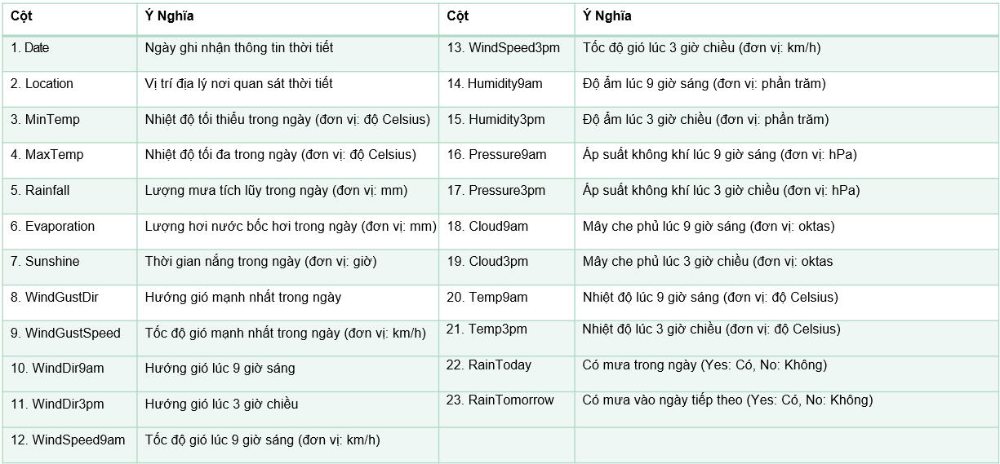 Cột Ý Nghĩa Cột Ý Nghĩa
1. Date Ngày ghi nhận thông tin thời tiết 13. WindSpeed3pm Tốc độ gió lúc 3 giờ chiều (đơn vị: km/h)
2. Location Vị trí địa lý nơi quan sát thời tiết 14. Humidity9am Độ ẩm lúc 9 giờ sáng (đơn vị: phần trăm)
3. MinTemp Nhiệt độ tối thiểu trong ngày (đơn vị: độ Celsius) 15. Humidity3pm Độ ẩm lúc 3 giờ chiều (đơn vị: phần trăm)
4. MaxTemp Nhiệt độ tối đa trong ngày (đơn vị: độ Celsius) 16. Pressure9am Áp suất không khí lúc 9 giờ sáng (đơn vị: hPa)
5. Rainfall Lượng mưa tích lũy trong ngày (đơn vị: mm) 17. Pressure3pm Áp suất không khí lúc 3 giờ chiều (đơn vị: hPa)
6. Evaporation Lượng hơi nước bốc hơi trong ngày (đơn vị: mm) 18. Cloud9am Mây che phủ lúc 9 giờ sáng (đơn vị: oktas)
7. Sunshine Thời gian nắng trong ngày (đơn vị: giờ) 19. Cloud3pm Mây che phủ lúc 3 giờ chiều (đơn vị: oktas
8. WindGustDir Hướng gió mạnh nhất trong ngày 20. Temp9am Nhiệt độ lúc 9 giờ sáng (đơn vị: độ Celsius)
9. WindGustSpeed Tốc độ gió mạnh nhất trong ngày (đơn vị: km/h) 21. Temp3pm Nhiệt độ lúc 3 giờ chiều (đơn vị: độ Celsius)
10. WindDir9am Hướng gió lúc 9 giờ sáng 22. RainToday Có mưa trong ngày (Yes: Có, No: Không)
11. WindDir3pm Hướng gió lúc 3 giờ chiều 23. RainTomorrow Có mưa vào ngày tiếp theo (Yes: Có, No: Không)
12. WindSpeed9am Tốc độ gió lúc 9 giờ sáng (đơn vị: km/h)